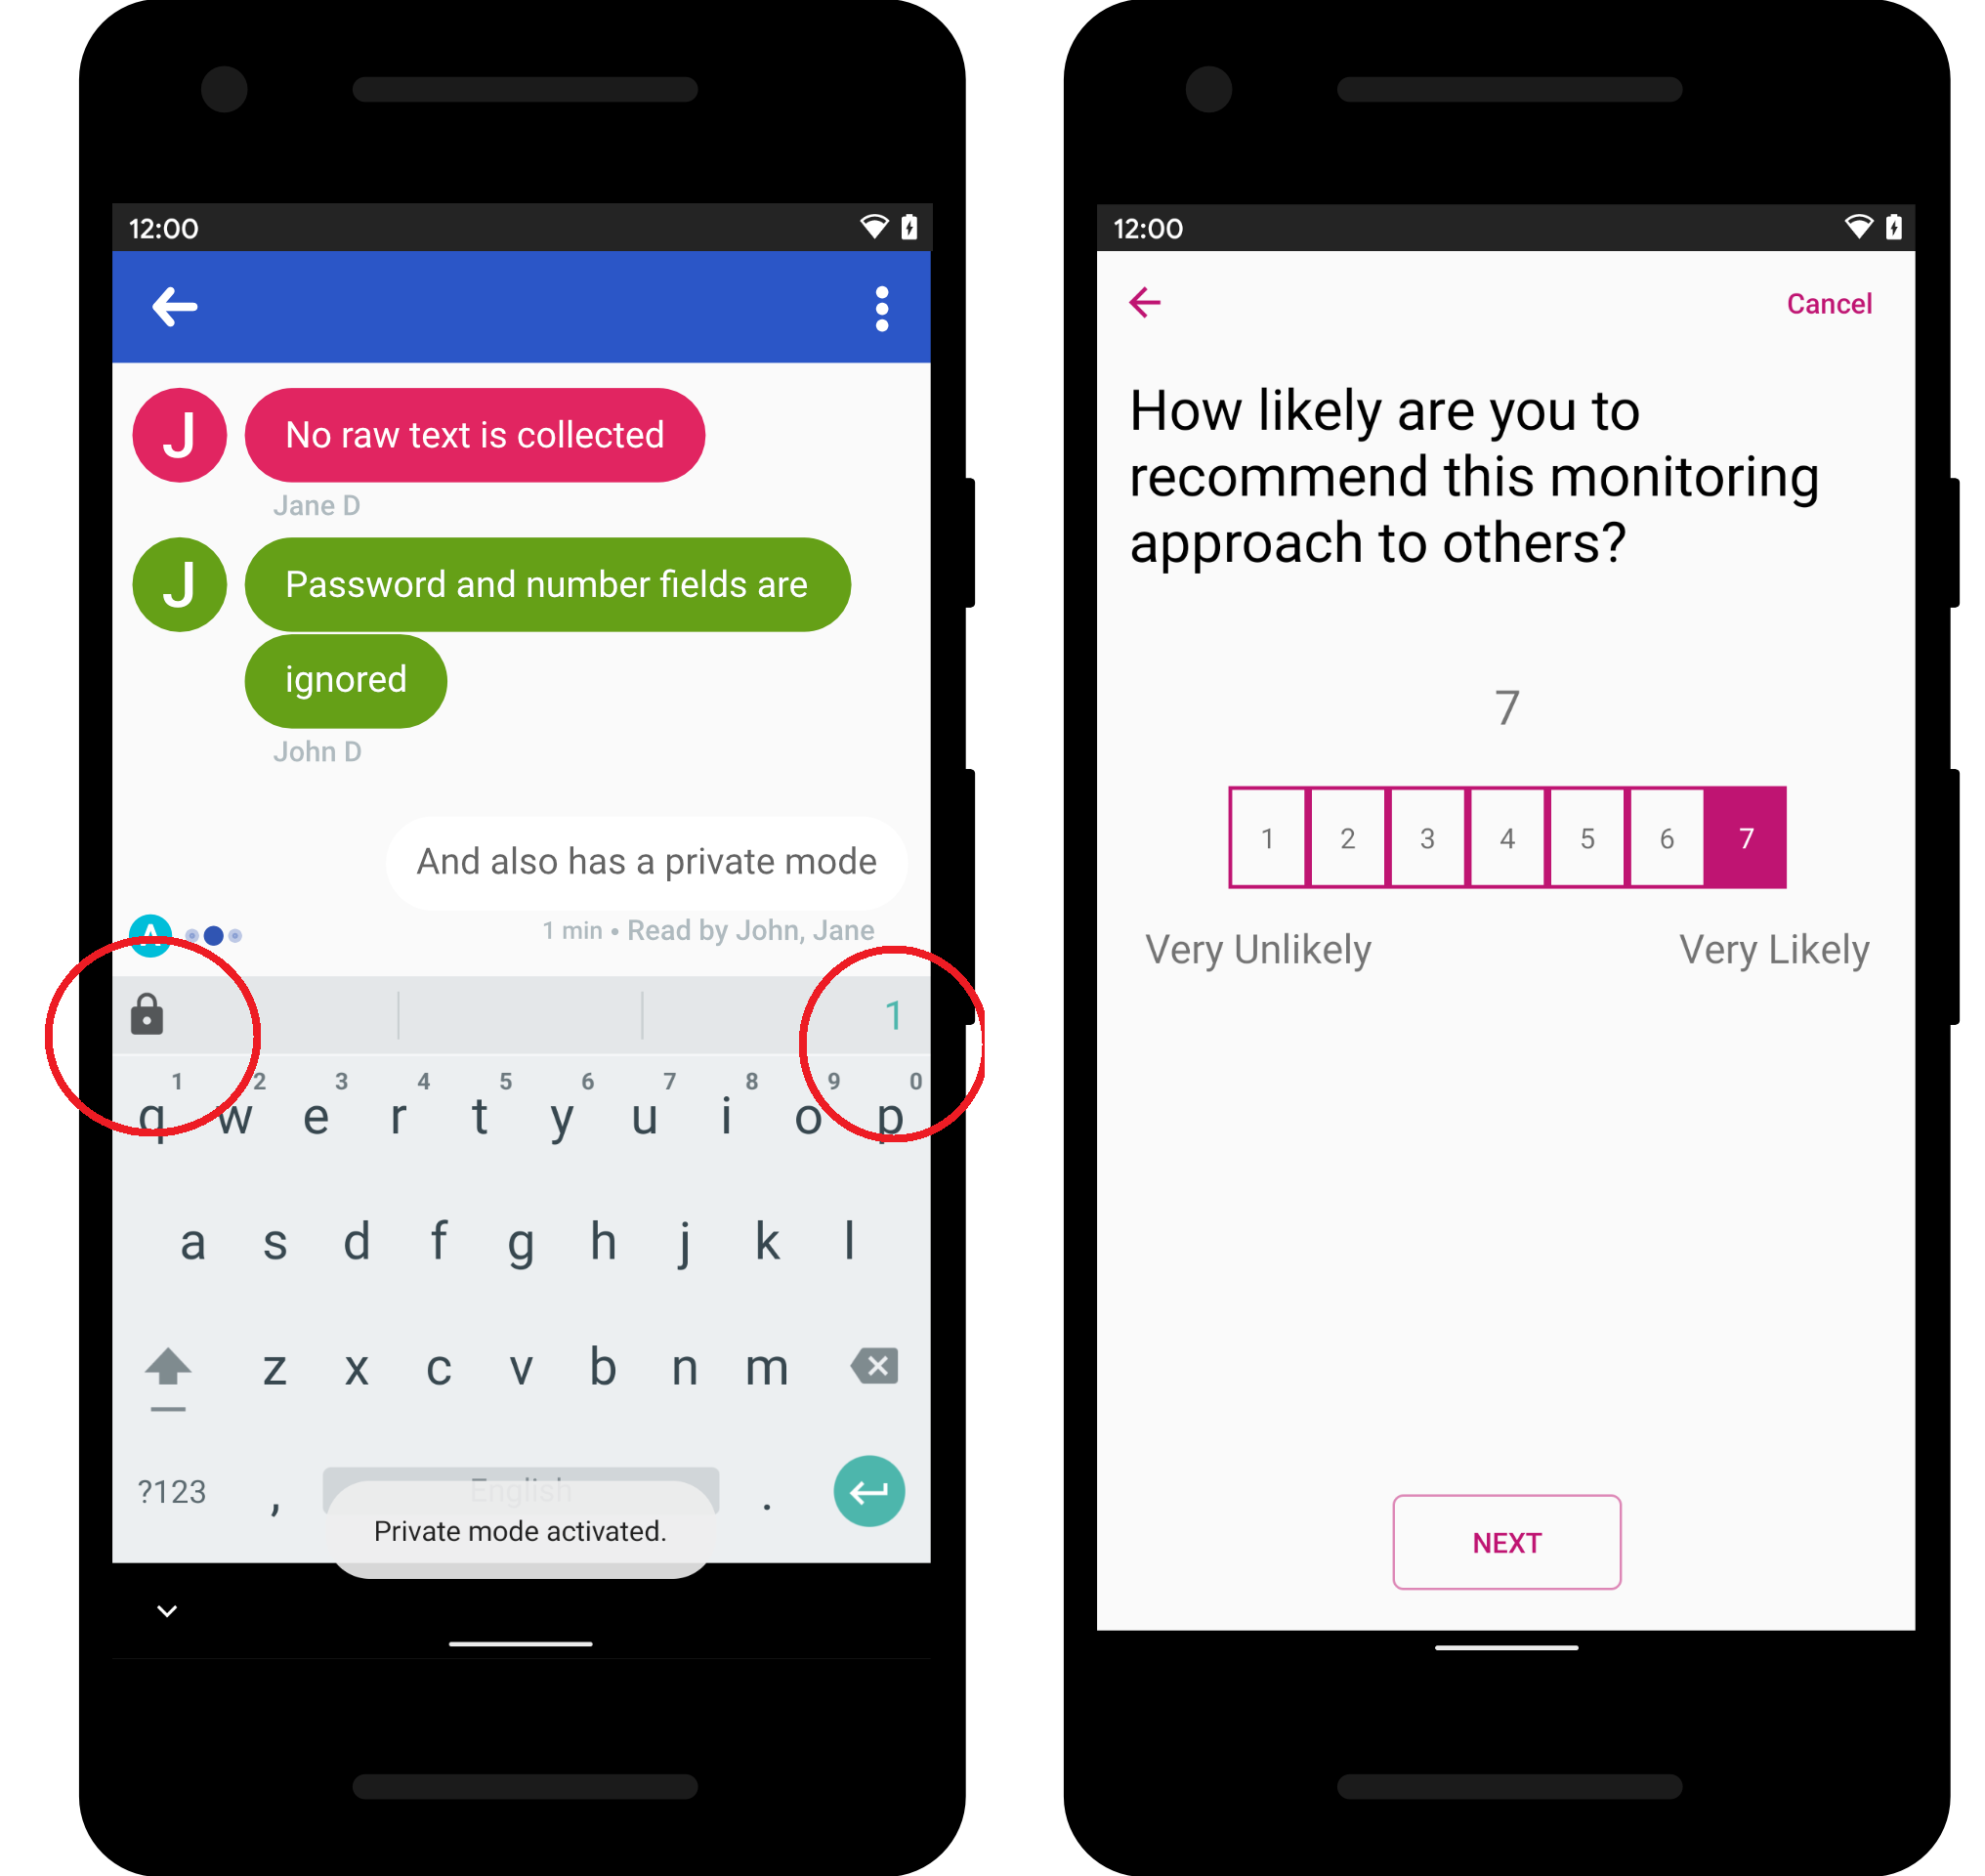 12:00
J No raw text is collected
Jane D
J Password and number fields are
ignored
John D
And also has a private mode
A
1 min • Read by John, Jane
1
1 2 3 4 5 6 7 8 9 0
q w e r t y u i o p
a s d f g h j k l
z x c v b n m
?123 , English .
Private mode activated.
12:00
Cancel
How likely are you to
recommend this monitoring
approach to others?
7
1 2 3 4 5 6 7
Very Unlikely Very Likely
NEXT